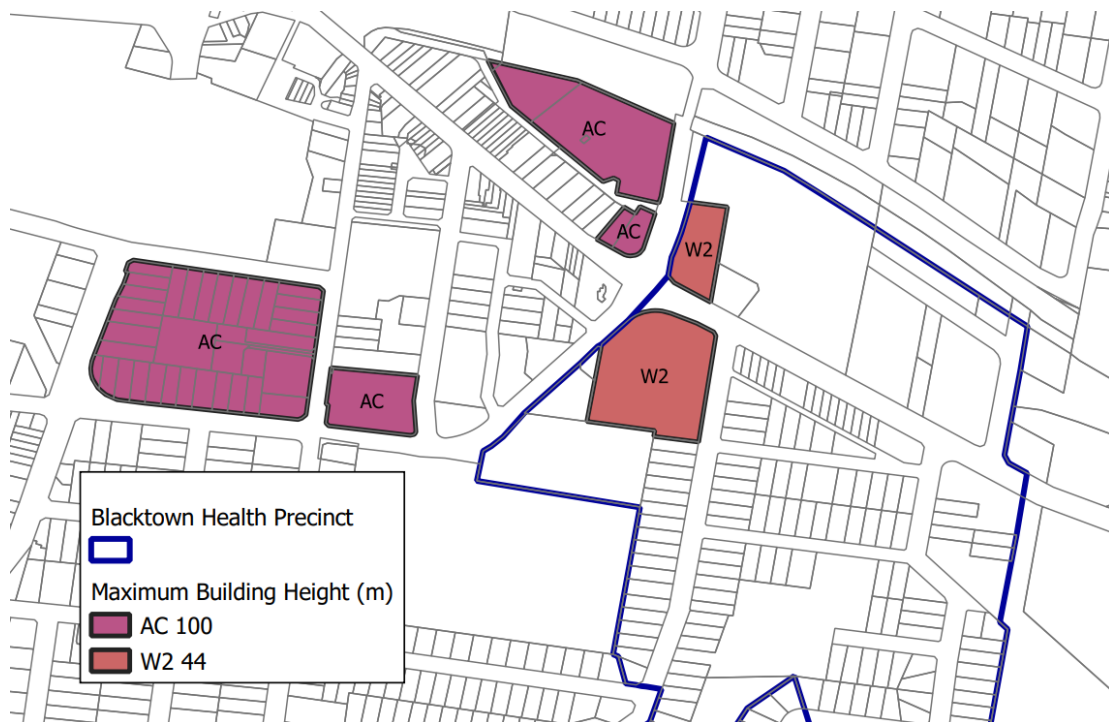 AC
AC
W2
AC
W2
AC
Blacktown Health Precinct
Maximum Building Height (m)
AC 100
W2 44